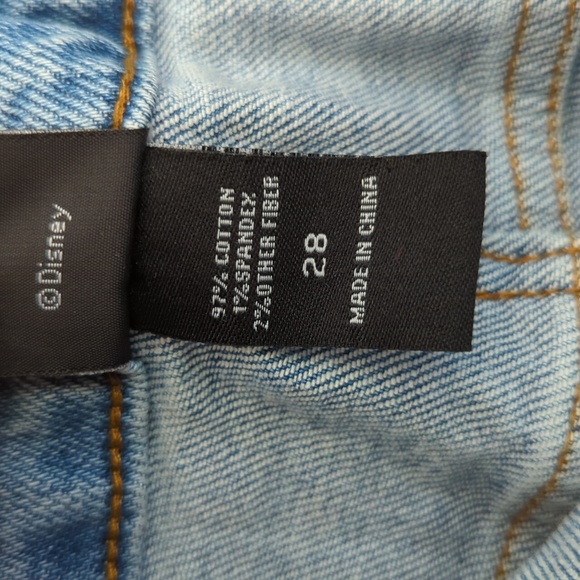 ©Disney
97% COTTON
1%SPANDEX
2%OTHER FIBER
28
MADE IN CHINA